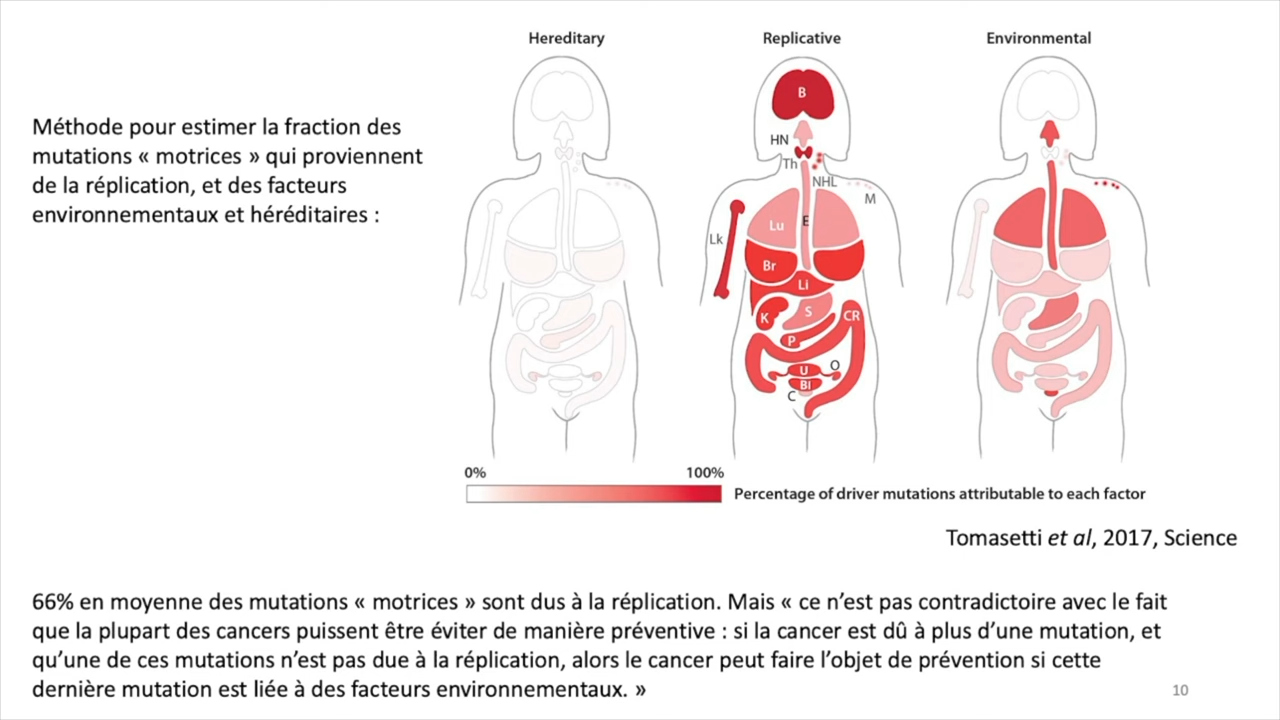 Hereditary
Replicative
Environmental
Méthode pour estimer la fraction des
mutations « motrices » qui proviennent
de la réplication, et des facteurs
environnementaux et héréditaires :
B
HN
Th
NHL
M
E
Lu
Lk
Br
Li
K
S
CR
P
U
O
BI
C
0%
100%
Percentage of driver mutations attributable to each factor
Tomasetti et al, 2017, Science
66% en moyenne des mutations « motrices » sont dus à la réplication. Mais « ce n’est pas contradictoire avec le fait
que la plupart des cancers puissent être éviter de manière préventive : si la cancer est dû à plus d’une mutation, et
qu’une de ces mutations n’est pas due à la réplication, alors le cancer peut faire l’objet de prévention si cette
dernière mutation est liée à des facteurs environnementaux. »
10